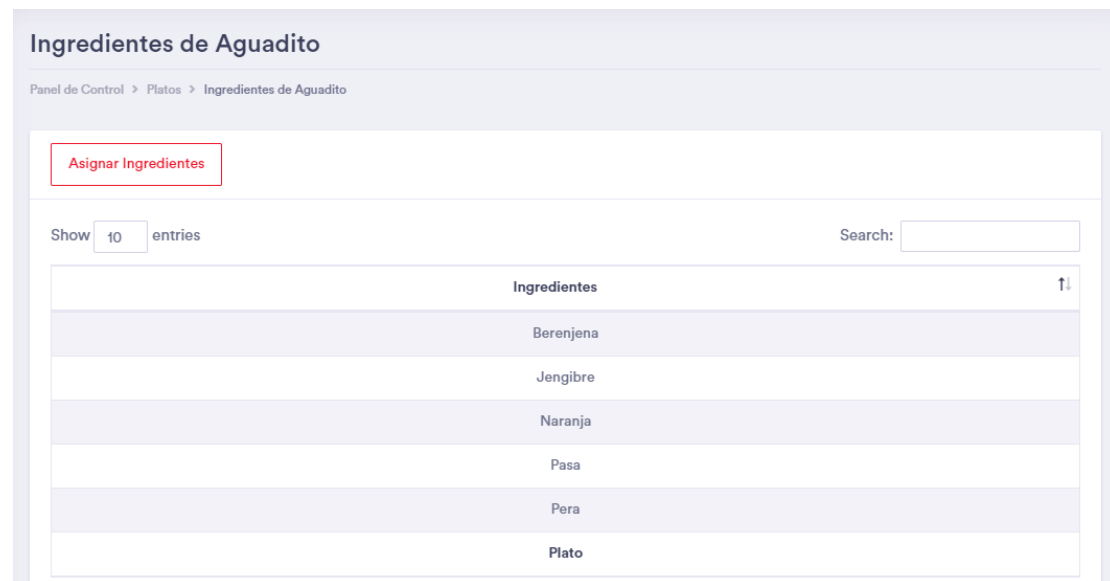 Ingredientes de Aguadito
Panel de Control > Platos > Ingredientes de Aguadito
Asignar Ingredientes
Show 10 entries
Search:
Ingredientes
Berenjena
Jengibre
Naranja
Pasa
Pera
Plato